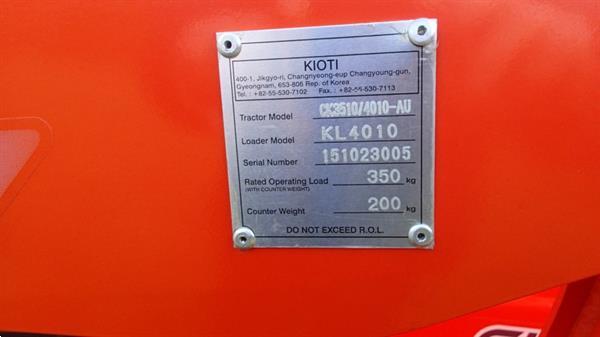 KIOTI
400-1, Jikgyo-ri, Changnyeong-eup Changyoung-gun,
Gyeongnam, 653-806 Rep. of Korea
Tel. : +82-55-530-7102 Fax. : +82-55-530-7113
Tractor Model CK3510/4010-AU
Loader Model KL4010
Serial Number 151023005
Rated Operating Load 350 kg
(WITH COUNTER WEIGHT)
Counter Weight 200 kg
DO NOT EXCEED R.O.L.